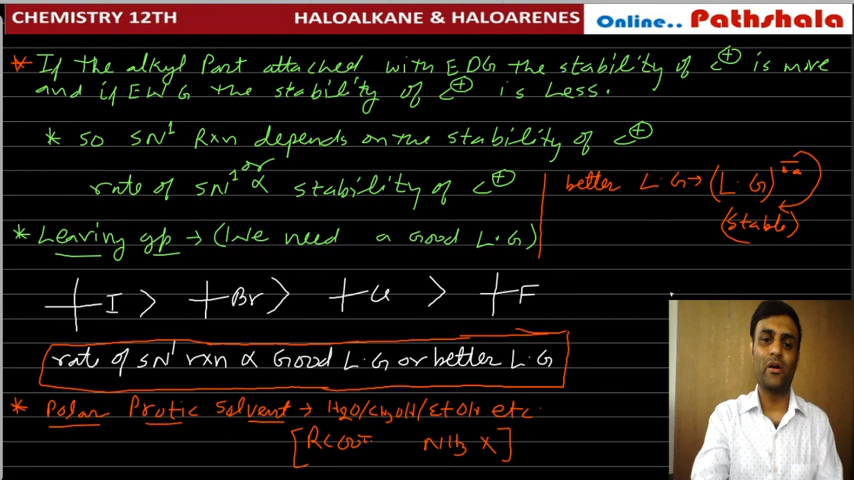 CHEMISTRY 12TH HALOALKANE & HALOARENES Online.. Pathshala
* If the alkyl Part attached with EDG the stability of C⊕ is more
and if EWG the stability of C⊕ is Less.
* So SN¹ Rxn depends on the stability of C⊕
or
rate of SN¹ ∝ stability of C⊕
better L.G → (L.G)
(stable)
* Leaving gp → (We need a Good L.G)
I > Br > Cl > F
rate of SN¹ rxn ∝ Good L.G or better L.G
* Polar Protic Solvent → H2O/CH3OH/EtOH etc.
[RCOO⁻ NH3 X]